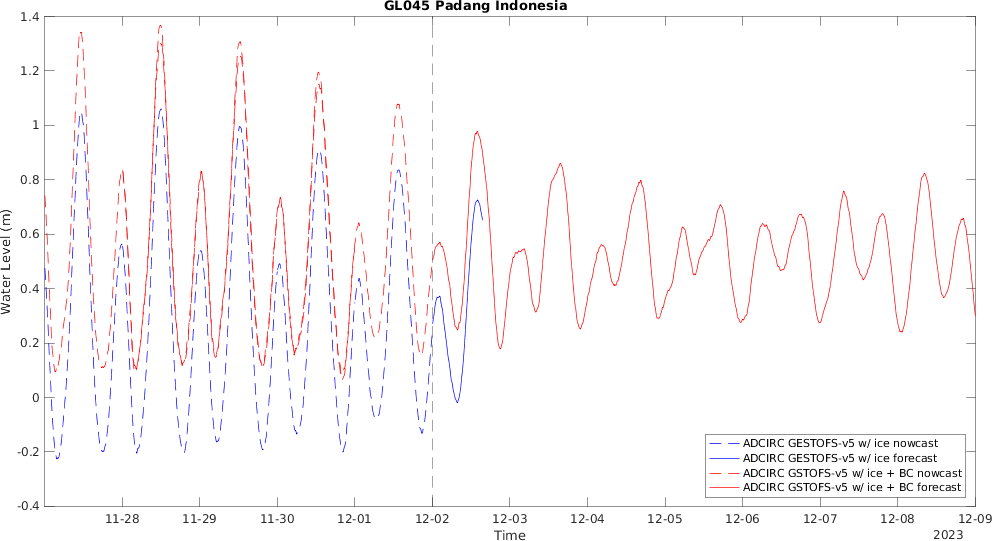 GL045 Padang Indonesia
1.4
1.2
1
0.8
0.6
0.4
0.2
0
-0.2
-0.4
Water Level (m)
ADCIRC GESTOFS-v5 w/ ice nowcast
ADCIRC GESTOFS-v5 w/ ice forecast
ADCIRC GSTOFS-v5 w/ ice + BC nowcast
ADCIRC GSTOFS-v5 w/ ice + BC forecast
11-28 11-29 11-30 12-01 12-02 12-03 12-04 12-05 12-06 12-07 12-08 12-09
Time
2023